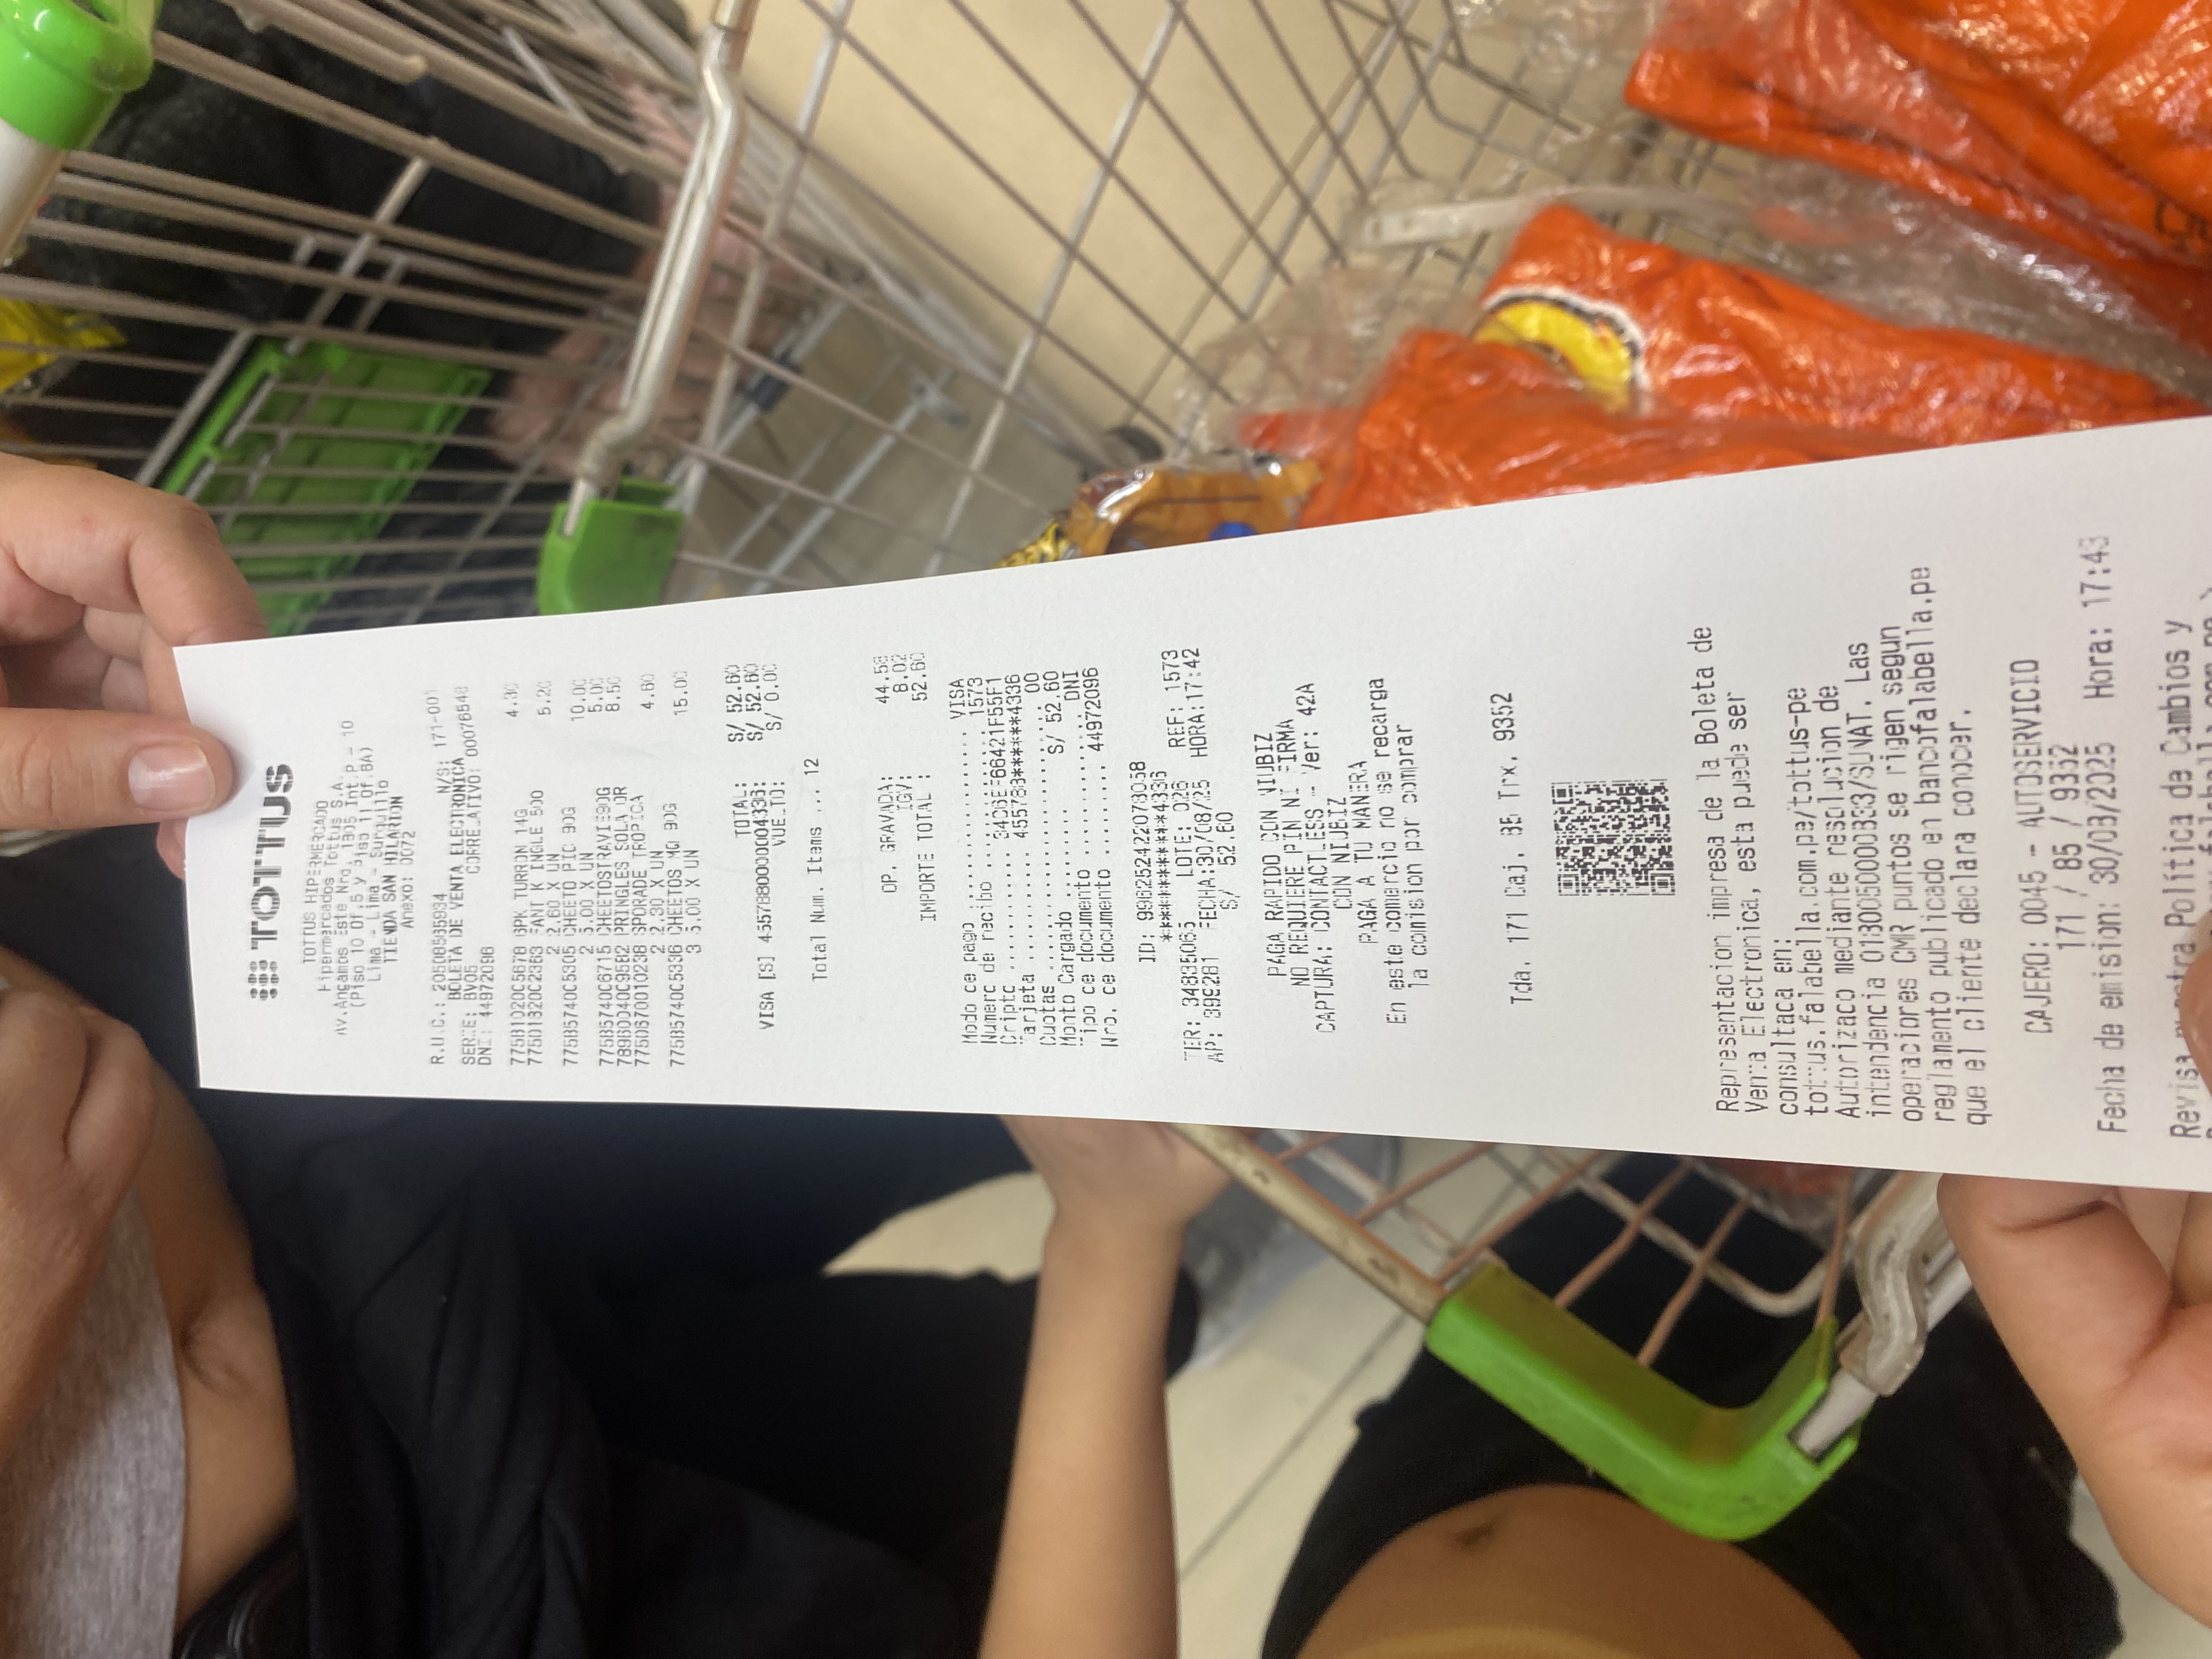 TOTTUS
TOTTUS HIPERMERCADO
Hipermercados Tottus S.A.
Av.Angamos Este Nro. 1805 Int.P - 10
(Piso 10 Of.5 y Piso 11 Of.8A)
Lima - Lima - Surquillo
TIENDA SAN HILARION
Anexo: 0072
R.U.C.: 20508565934 N/S: 171-001
BOLETA DE VENTA ELECTRONICA
SERIE: BV05 CORRELATIVO: 00076548
DNI: 44972096
7758102005678 6PK TURRON 14G 4.30
7750182002363 FANT K INGLE 500
2 2.60 X UN 5.20
7758574005305 CHEETO PIC 90G
2 5.00 X UN 10.00
7758574006715 CHEETOSTRAVIE90G 5.00
7896004009582 PRINGLES SOLA OR 8.50
7750670010238 SPORADE TROPICA
2 2.30 X UN 4.60
7758574005336 CHEETOS MQ 90G
3 5.00 X UN 15.00
TOTAL: S/ 52.60
VISA [S] 4557880000004336: S/ 52.60
VUELTO: S/ 0.00
Total Num. Items ... 12
OP. GRAVADA: 44.58
IGV: 8.02
IMPORTE TOTAL : 52.60
Modo de pago .................. VISA
Numero de recibo .............. 1573
Cripto .......... 34C6EF66421F55F1
Tarjeta ........... 455788******4336
Cuotas .......................... 00
Monto Cargado ......... S/ 52.60
Tipo de documento .............. DNI
Nro. de documento ......... 44972096
ID: 996252422078058
************4336
TER: 34835065 LOTE: 026 REF: 1573
AP: 399281 FECHA:30/08/25 HORA:17:42
S/ 52.60
PAGA RAPIDO CON NIUBIZ
NO REQUIERE PIN NI FIRMA
CAPTURA: CONTACTLESS - Ver: 42A
CON NIUBIZ
PAGA A TU MANERA
En este comercio no se recarga
la comision por comprar
Tda. 171 Caj. 85 Trx. 9352
Representacion impresa de la Boleta de
Venta Electronica, esta puede ser
consultada en:
tottus.falabella.com.pe/tottus-pe
Autorizado mediante resolucion de
intendencia 0180050000833/SUNAT. Las
operaciones CMR puntos se rigen segun
reglamento publicado en bancofalabella.pe
que el cliente declara conocer.
CAJERO: 0045 - AUTOSERVICIO
171 / 85 / 9352
Fecha de emision: 30/08/2025 Hora: 17:43
Revisa nuestra Política de Cambios y